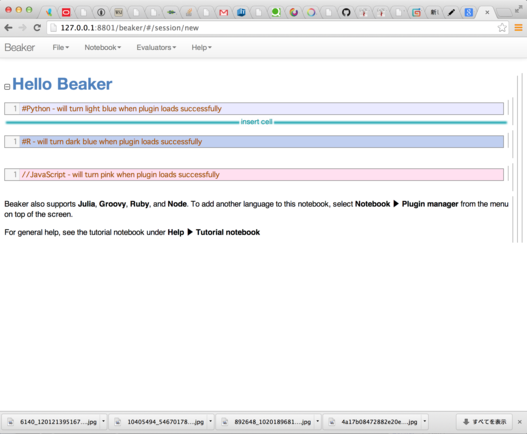 127.0.0.1:8801/beaker/#/session/new
Beaker File Notebook Evaluators Help
Hello Beaker
1 #Python - will turn light blue when plugin loads successfully
insert cell
1 #R - will turn dark blue when plugin loads successfully
1 //JavaScript - will turn pink when plugin loads successfully
Beaker also supports Julia, Groovy, Ruby, and Node. To add another language to this notebook, select Notebook ▶ Plugin manager from the menu
on top of the screen.
For general help, see the tutorial notebook under Help ▶ Tutorial notebook
6140_120121395167....jpg 10405494_54670178....jpg 892648_1020189681....jpg 4a17b08472882e20e....jpg すべてを表示